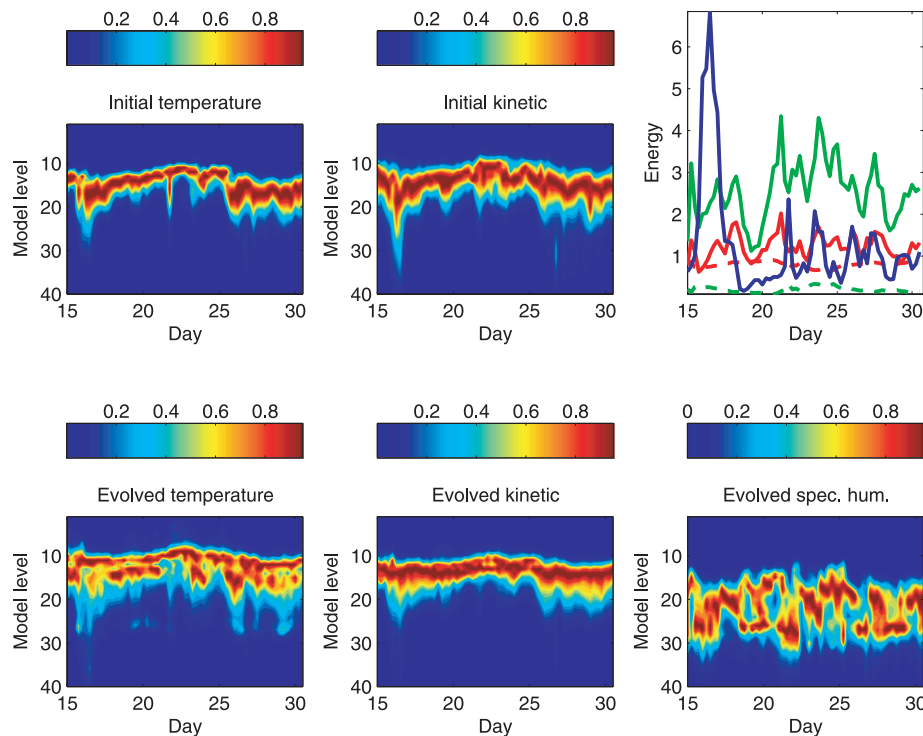 0.2 0.4 0.6 0.8
Initial temperature
Model level
10
20
30
40
15 20 25 30
Day
0.2 0.4 0.6 0.8
Initial kinetic
Model level
10
20
30
40
15 20 25 30
Day
Energy
6
5
4
3
2
1
15 20 25 30
Day
0.2 0.4 0.6 0.8
Evolved temperature
Model level
10
20
30
40
15 20 25 30
Day
0.2 0.4 0.6 0.8
Evolved kinetic
Model level
10
20
30
40
15 20 25 30
Day
0 0.2 0.4 0.6 0.8
Evolved spec. hum.
Model level
10
20
30
40
15 20 25 30
Day